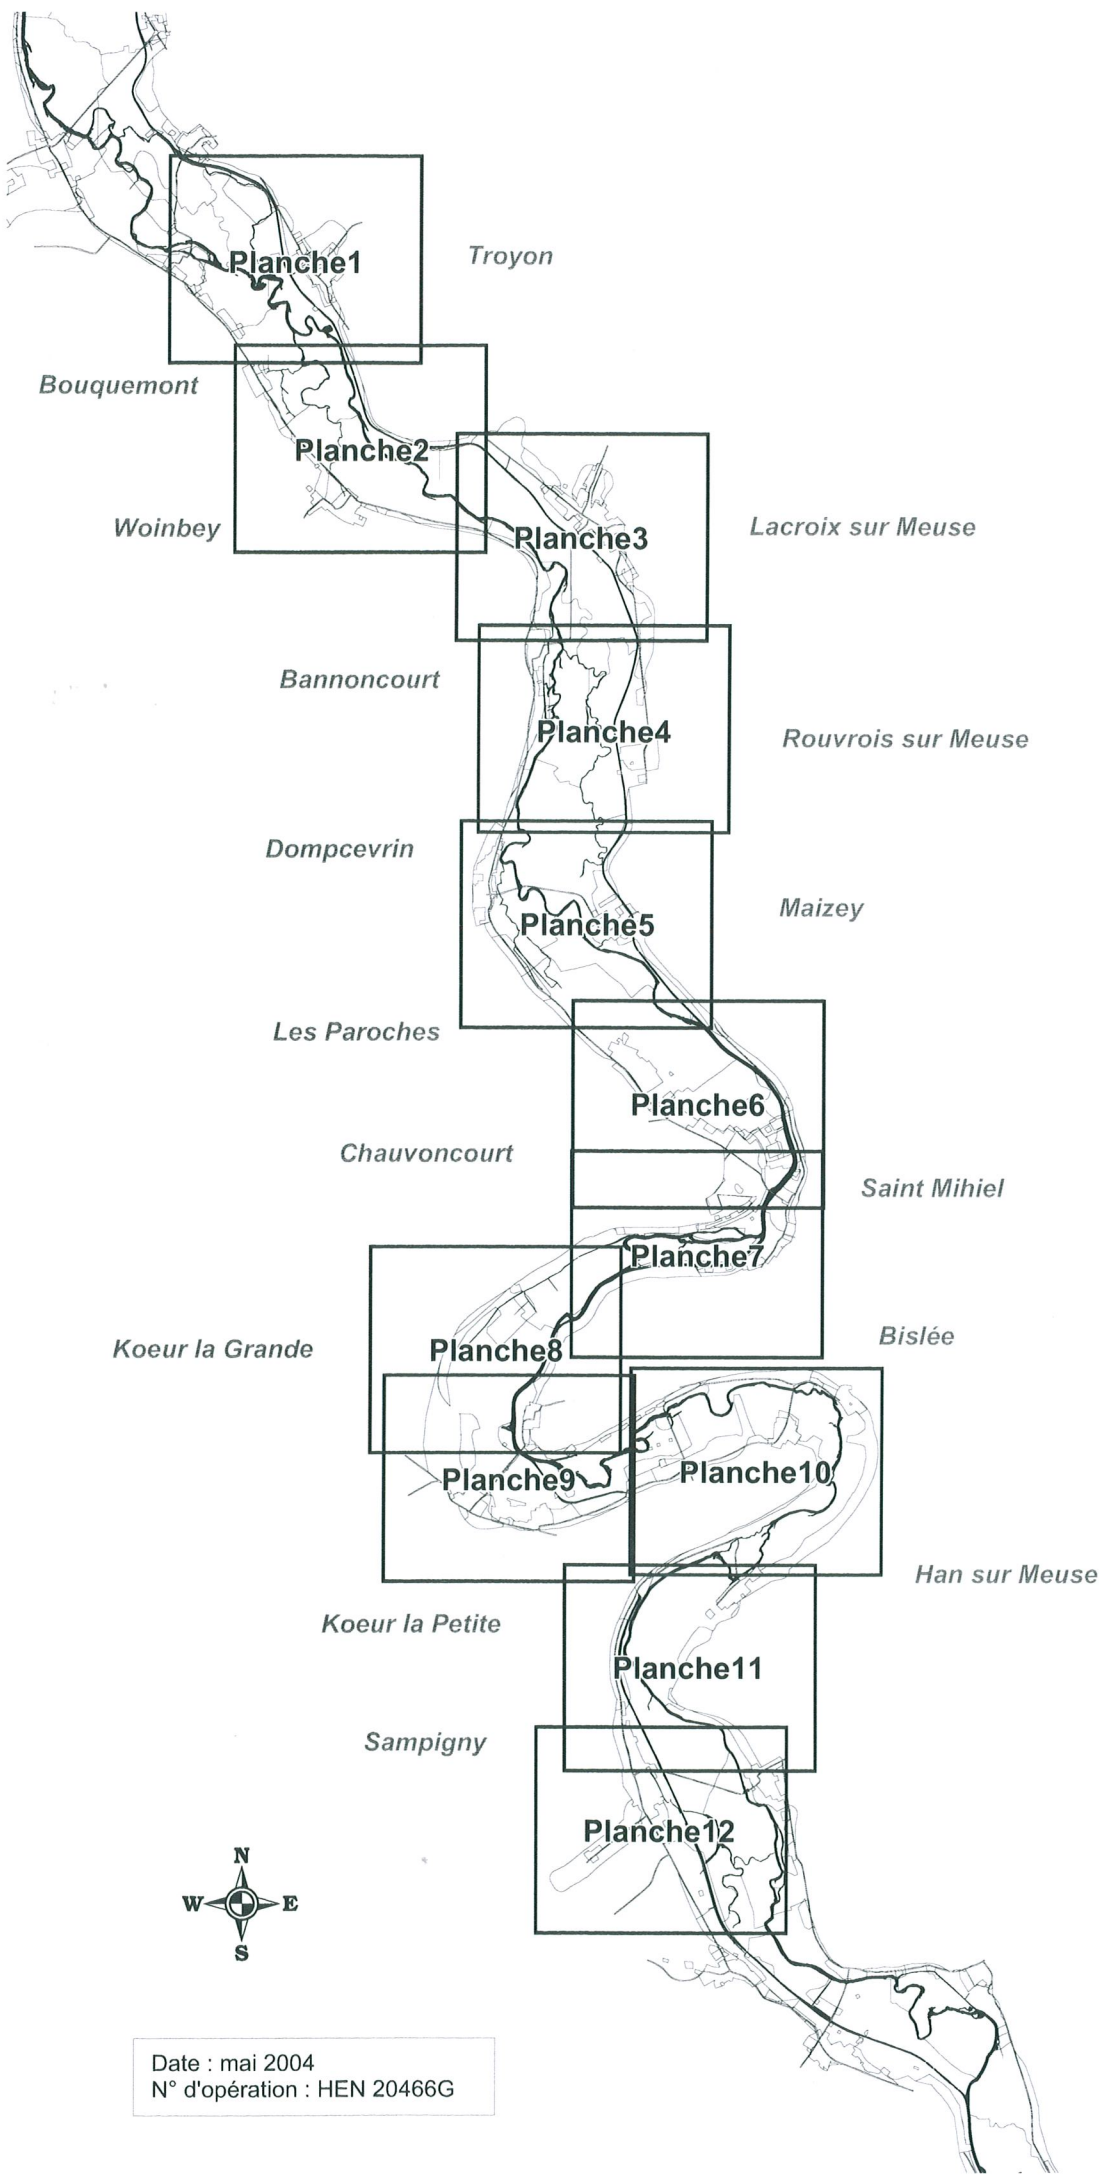 Planche1
Troyon
Bouquemont
Planche2
Woinbey
Planche3
Lacroix sur Meuse
Bannoncourt
Planche4
Rouvrois sur Meuse
Dompcevrin
Planche5
Maizey
Les Paroches
Planche6
Chauvoncourt
Saint Mihiel
Planche7
Bislée
Koeur la Grande
Planche8
Planche9
Planche10
Han sur Meuse
Koeur la Petite
Planche11
Sampigny
Planche12
N
W E
S
Date : mai 2004
N° d'opération : HEN 20466G